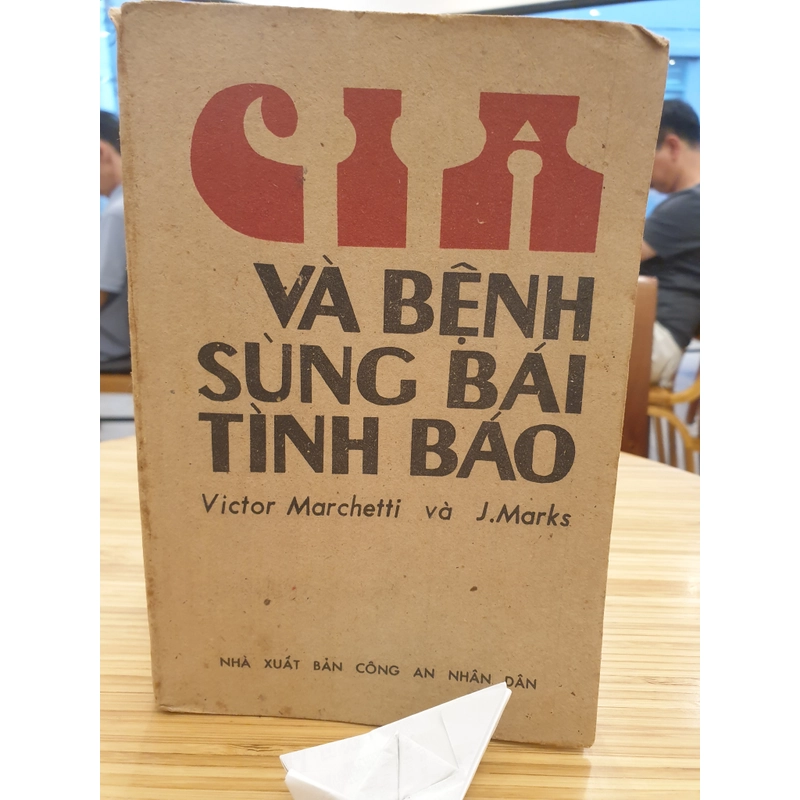 CIA
VÀ BỆNH
SÙNG BÁI
TÌNH BÁO
Victor Marchetti và J.Marks
NHÀ XUẤT BẢN CÔNG AN NHÂN DÂN